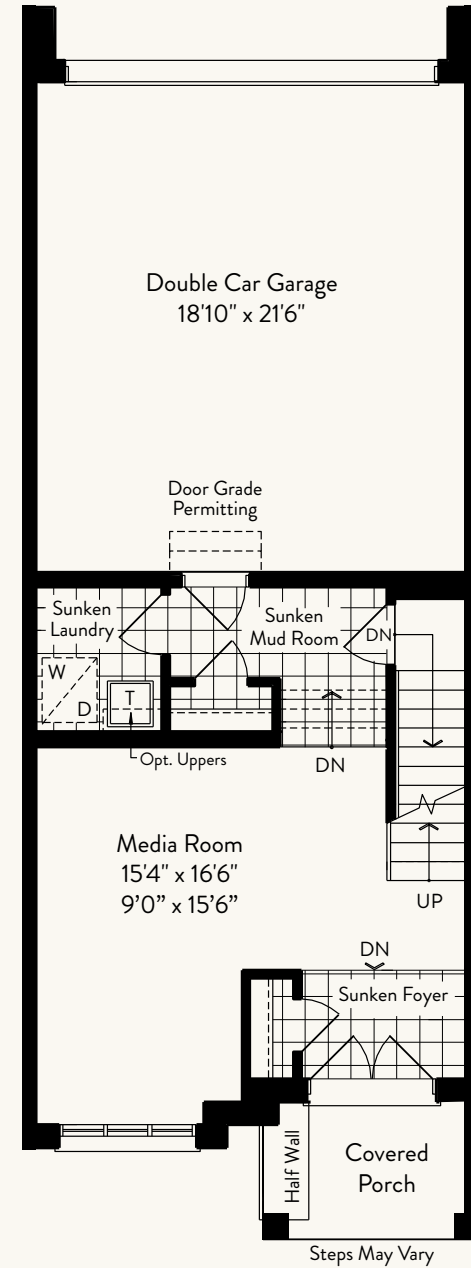 Double Car Garage
18'10" x 21'6"
Door Grade
Permitting
Sunken
Laundry
Sunken
Mud Room
DN
W
D
T
Opt. Uppers
DN
Media Room
15'4" x 16'6"
9’0” x 15’6”
UP
DN
Sunken Foyer
Half Wall
Covered
Porch
Steps May Vary